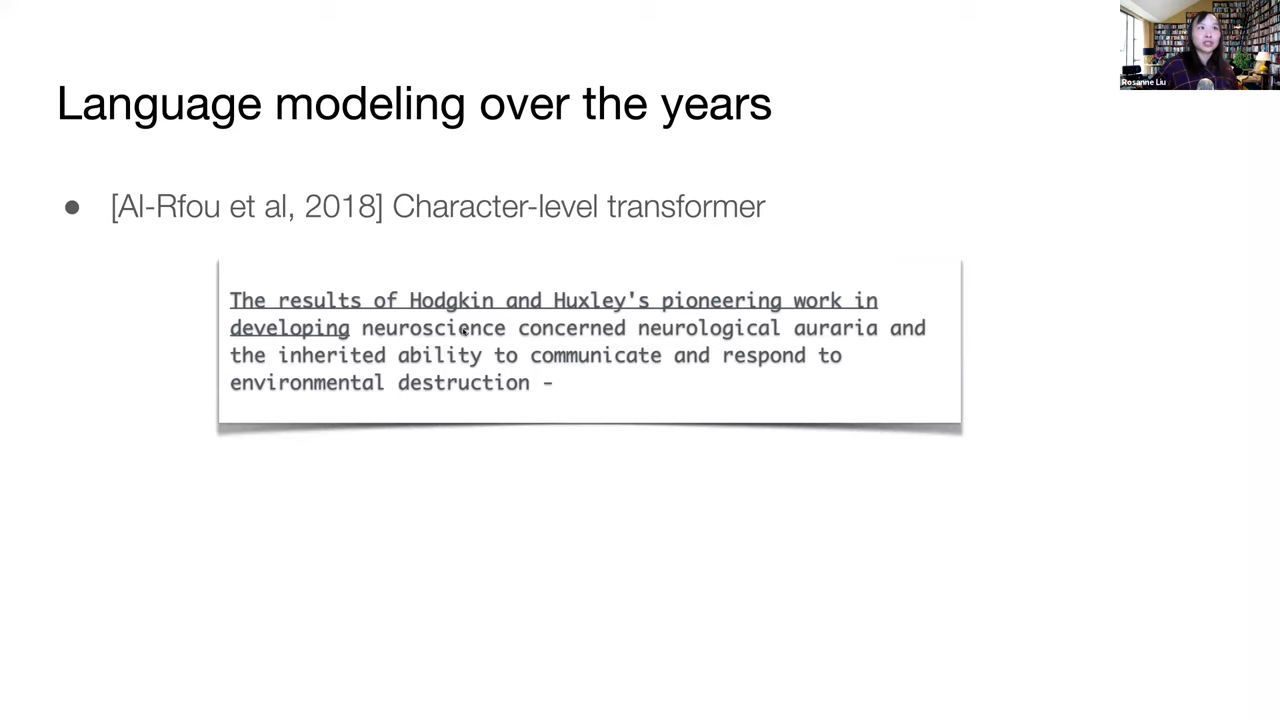 Rosanne Liu
Language modeling over the years
● [Al-Rfou et al, 2018] Character-level transformer
The results of Hodgkin and Huxley's pioneering work in
developing neuroscience concerned neurological auraria and
the inherited ability to communicate and respond to
environmental destruction -